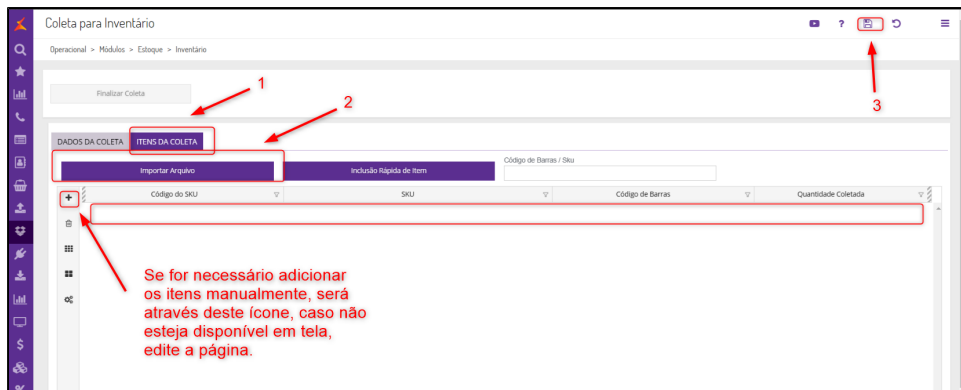 Coleta para Inventário
?
Operacional > Módulos > Estoque > Inventário
Finalizar Coleta
1
2
3
DADOS DA COLETA
ITENS DA COLETA
Importar Arquivo
Inclusão Rápida de Item
Código de Barras / Sku
+
Código do SKU
SKU
Código de Barras
Quantidade Coletada
Se for necessário adicionar
os itens manualmente, será
através deste ícone, caso não
esteja disponível em tela,
edite a página.
$
%